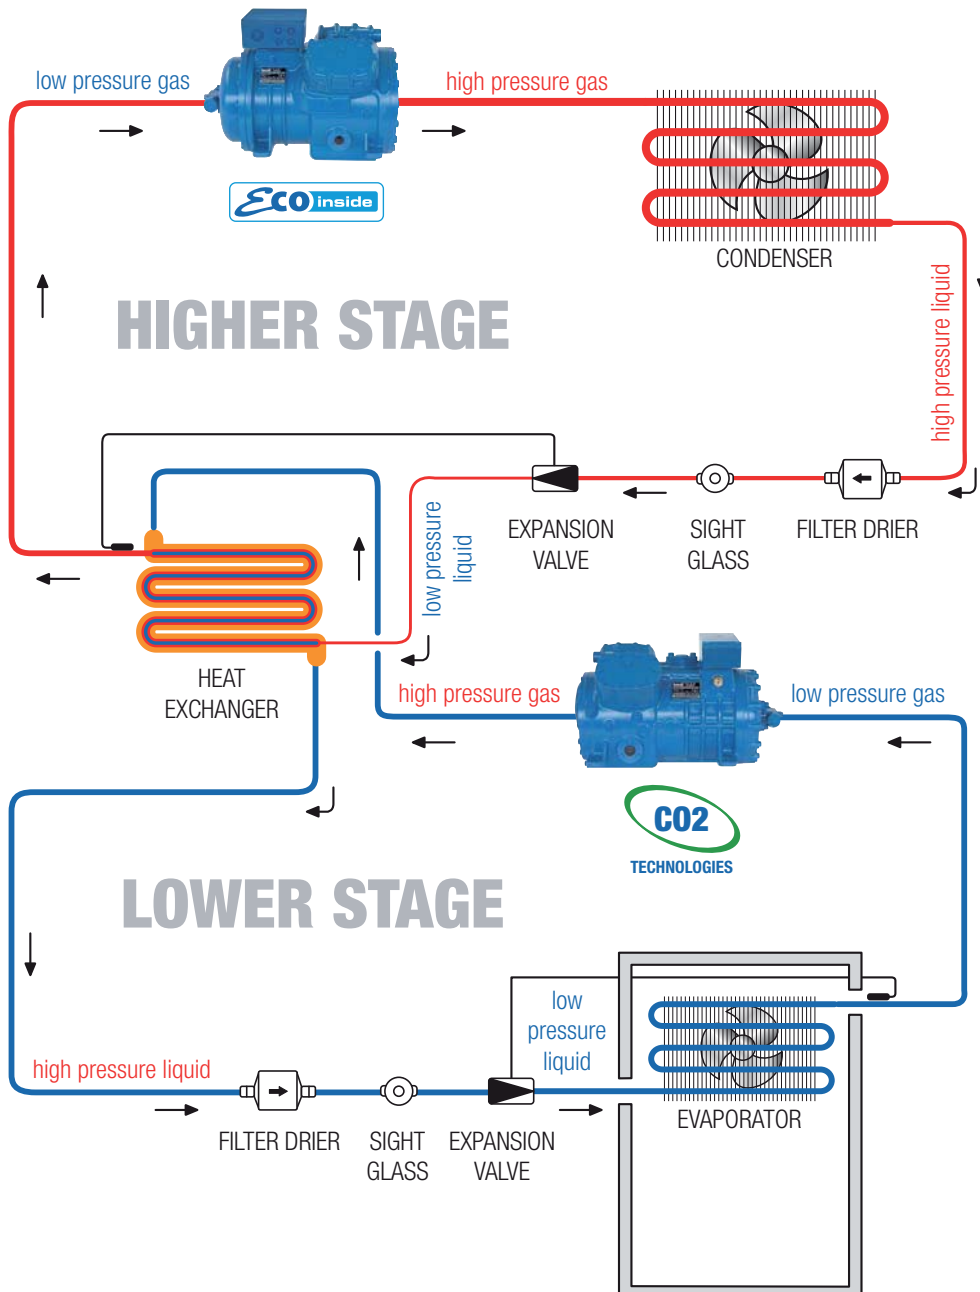 low pressure gas
high pressure gas
ECO inside
CONDENSER
high pressure liquid
HIGHER STAGE
EXPANSION
VALVE
SIGHT
GLASS
FILTER DRIER
low pressure
liquid
HEAT
EXCHANGER
high pressure gas
low pressure gas
CO2
TECHNOLOGIES
LOWER STAGE
low
pressure
liquid
high pressure liquid
EVAPORATOR
FILTER DRIER
SIGHT
GLASS
EXPANSION
VALVE